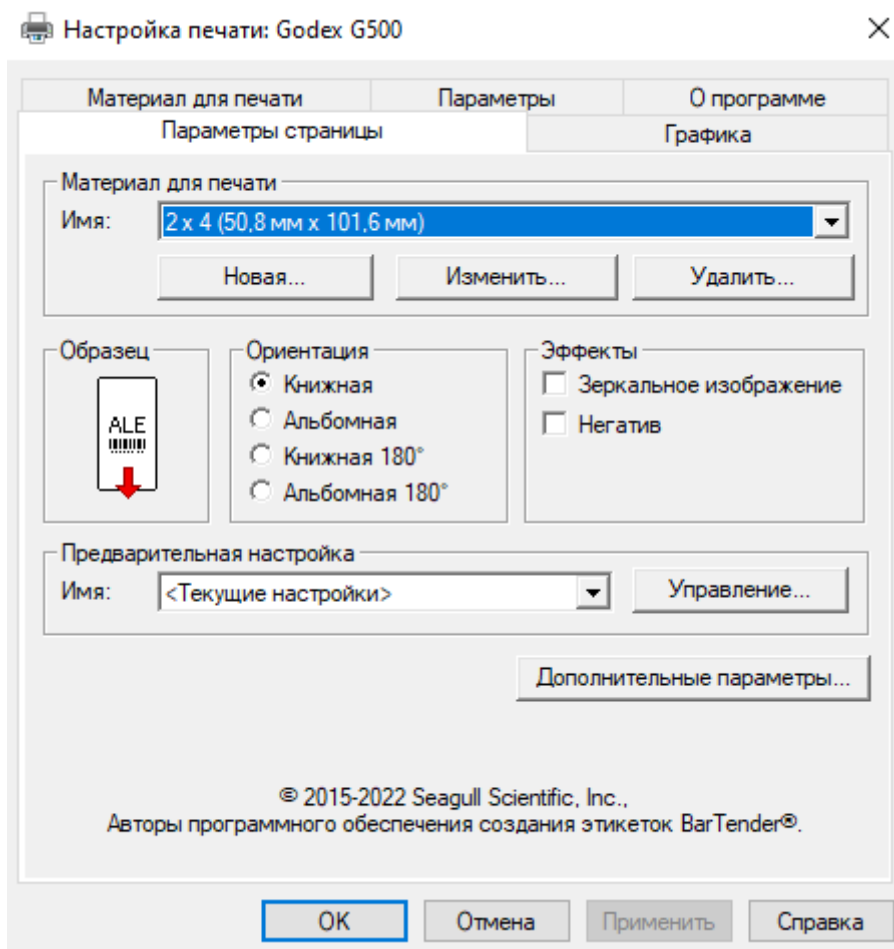 Настройка печати: Godex G500
Материал для печати
Параметры
О программе
Параметры страницы
Графика
Материал для печати
Имя:
2 x 4 (50,8 мм x 101,6 мм)
Новая...
Изменить...
Удалить...
Образец
ALE
Ориентация
Книжная
Альбомная
Книжная 180°
Альбомная 180°
Эффекты
Зеркальное изображение
Негатив
Предварительная настройка
Имя:
<Текущие настройки>
Управление...
Дополнительные параметры...
© 2015-2022 Seagull Scientific, Inc.,
Авторы программного обеспечения создания этикеток BarTender®.
OK
Отмена
Применить
Справка